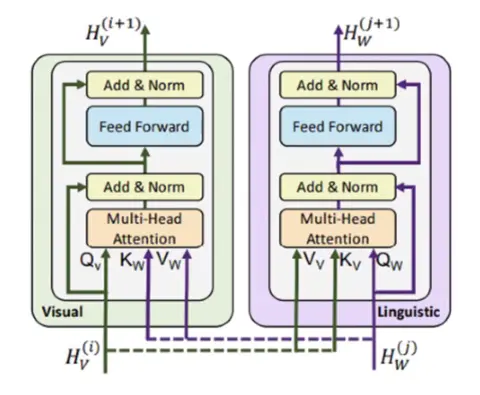 H_V^(i+1)
Add & Norm
Feed Forward
Add & Norm
Multi-Head
Attention
Q_v K_W V_W
Visual
H_V^(i)
H_W^(j+1)
Add & Norm
Feed Forward
Add & Norm
Multi-Head
Attention
V_V K_V Q_W
Linguistic
H_W^(j)